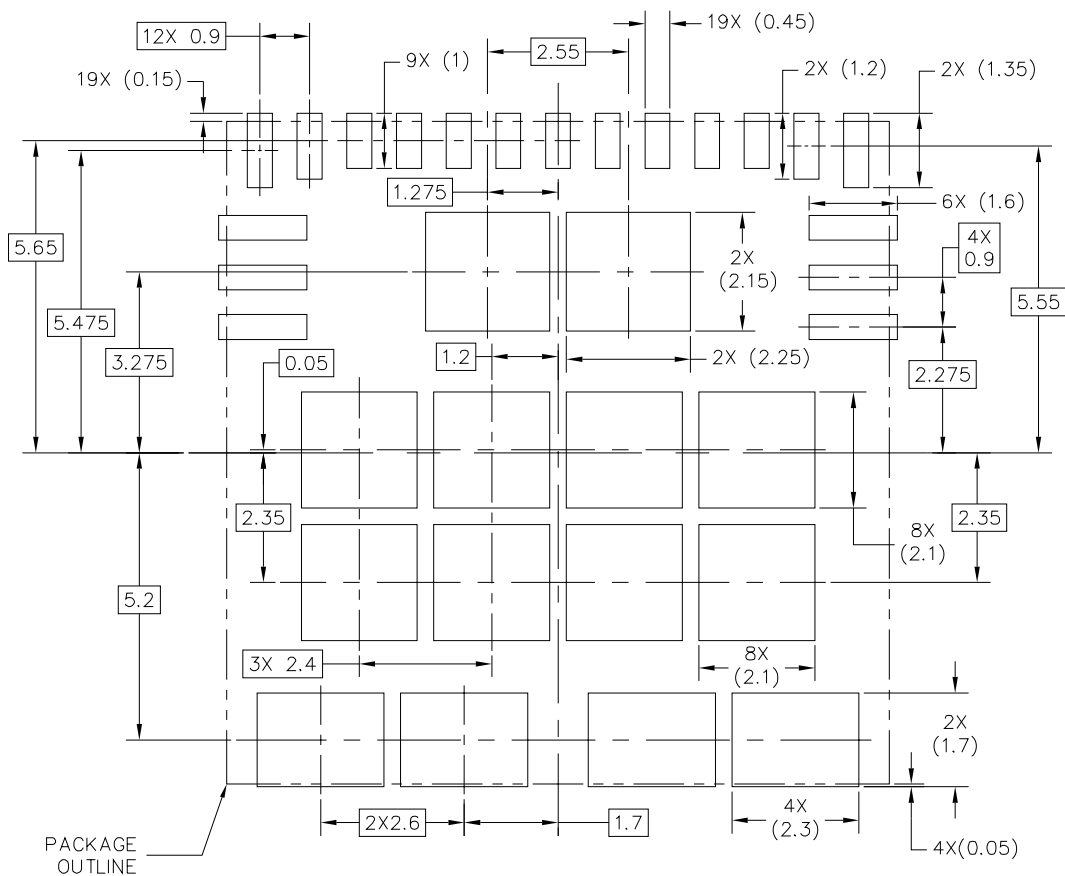 12X 0.9
19X (0.45)
2.55
9X (1)
2X (1.2)
2X (1.35)
19X (0.15)
1.275
6X (1.6)
5.65
4X
0.9
2X
(2.15)
5.55
5.475
3.275
0.05
1.2
2X (2.25)
2.275
2.35
2.35
8X
(2.1)
5.2
3X 2.4
8X
(2.1)
2X
(1.7)
2X2.6
1.7
4X
(2.3)
4X(0.05)
PACKAGE
OUTLINE